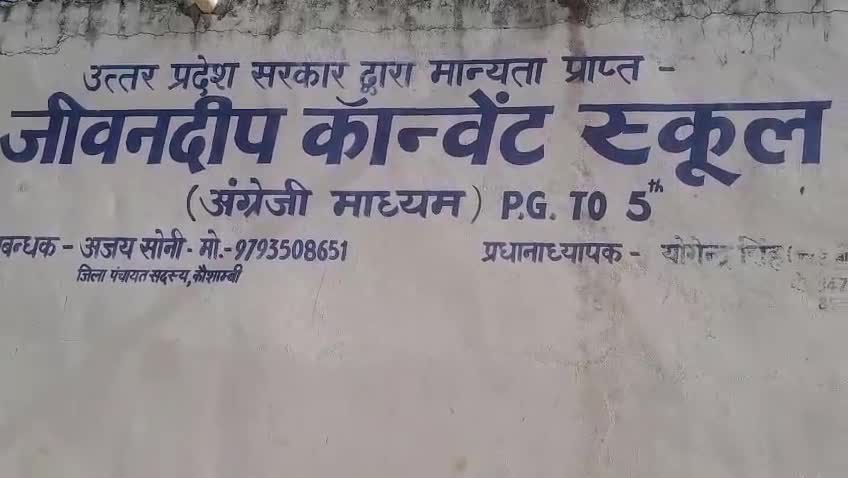 उत्तर प्रदेश सरकार द्वारा मान्यता प्राप्त -
जीवनदीप कॉन्वेंट स्कूल
(अंग्रेजी माध्यम) P.G. TO 5th
बन्धक - अजय सोनी - मो.-9793508651 प्रधानाध्यापक - योगेन्द्र सिंह
जिला पंचायत सदस्य, कौशाम्बी